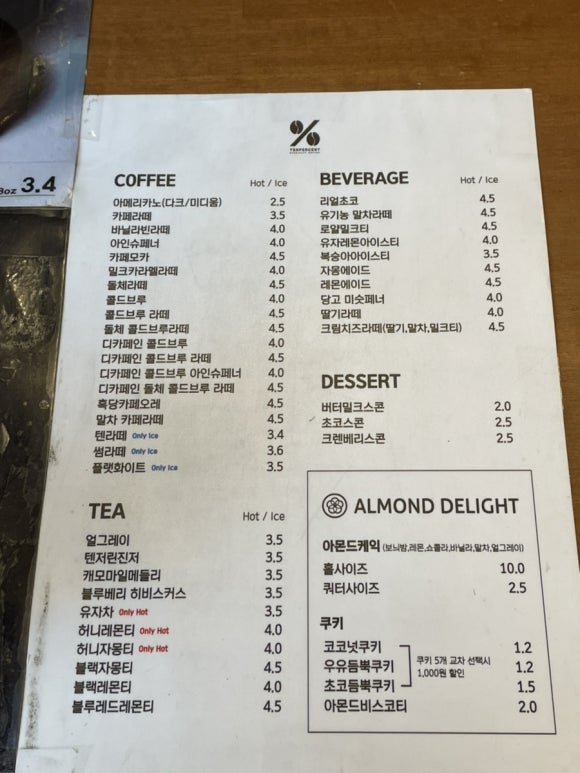 8oz 3.4
TENPERCENT
COFFEE Hot / Ice
아메리카노(다크/미디움) 2.5
카페라떼 3.5
바닐라빈라떼 4.0
아인슈페너 4.0
카페모카 4.5
밀크카라멜라떼 4.0
돌체라떼 4.5
콜드브루 4.0
콜드브루 라떼 4.5
돌체 콜드브루라떼 4.5
디카페인 콜드브루 4.0
디카페인 콜드브루 라떼 4.5
디카페인 콜드브루 아인슈페너 4.0
디카페인 돌체 콜드브루 라떼 4.5
흑당카페오레 4.5
말차 카페라떼 4.5
텐라떼 Only Ice 3.4
썸라떼 Only Ice 3.6
플랫화이트 Only Ice 3.5
TEA Hot / Ice
얼그레이 3.5
텐저린진저 3.5
캐모마일메들리 3.5
블루베리 히비스커스 3.5
유자차 Only Hot 3.5
허니레몬티 Only Hot 4.0
허니자몽티 Only Hot 4.0
블랙자몽티 4.5
블랙레몬티 4.0
블루레드레몬티 4.5
BEVERAGE Hot / Ice
리얼초코 4.5
유기농 말차라떼 4.5
로얄밀크티 4.5
유자레몬아이스티 4.0
복숭아아이스티 3.5
자몽에이드 4.5
레몬에이드 4.5
당고 미숫페너 4.0
딸기라떼 4.0
크림치즈라떼(딸기,말차,밀크티) 4.5
DESSERT
버터밀크스콘 2.0
초코스콘 2.5
크렌베리스콘 2.5
ALMOND DELIGHT
아몬드케익 (보늬밤,레몬,쇼콜라,바닐라,말차,얼그레이)
홀사이즈 10.0
쿼터사이즈 2.5
쿠키
코코넛쿠키 1.2
우유듬뿍쿠키 1.2
초코듬뿍쿠키 1.5
쿠키 5개 교차 선택시
1,000원 할인
아몬드비스코티 2.0